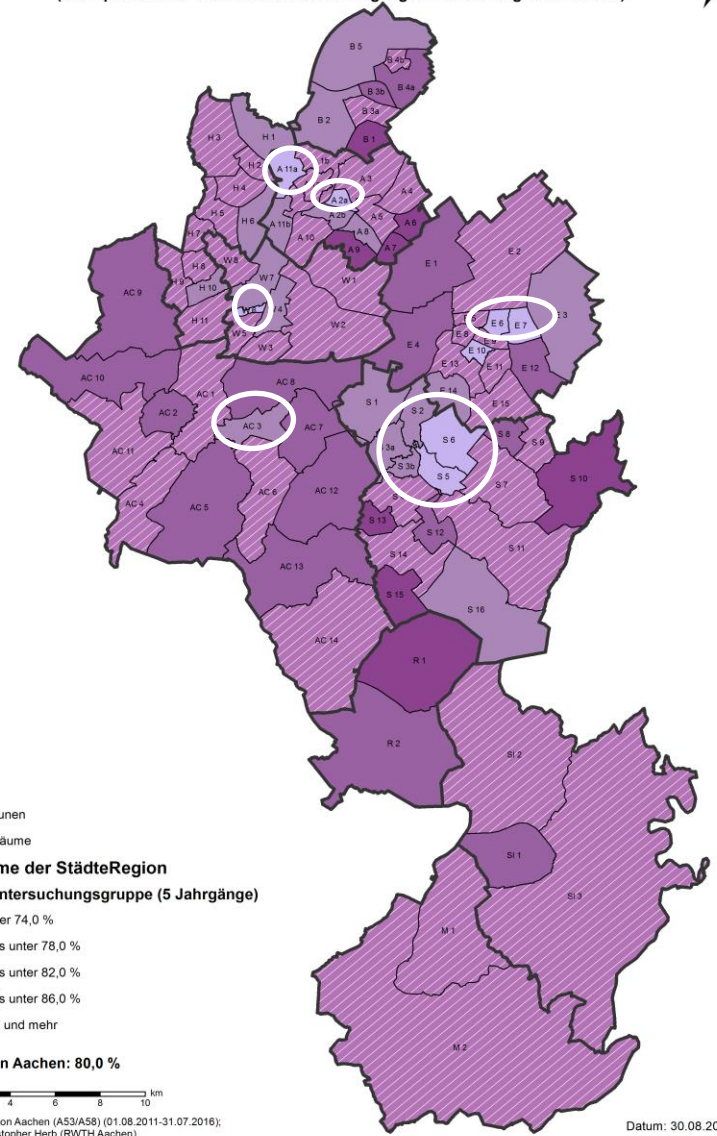 B 5
S 4b
B 4a
B 3b
B 3a
B 2
B 1
H 3
H 1
H 2
H 4
H 5
H 6
H 7
H 8
H 9
H 10
H 11
A 11a
1b
A 3
A 2a
A 4
A 2b
A 5
A 6
A 11b
A 8
A 10
A 9
A 7
W 8
W 7
W 1
W 6
4
W 5
W 2
W 3
E 1
E 2
E 3
E 6
E 7
E 4
E 8
E 9
E 10
E 13
E 11
E 12
E 14
E 15
AC 9
AC 10
AC 8
AC 1
AC 2
AC 3
AC 7
AC 11
AC 4
AC 5
AC 6
AC 12
AC 13
AC 14
S 1
S 2
S 6
3a
S 3b
S 5
S 8
S 9
S 7
S 10
S 13
S 12
S 11
S 14
S 15
S 16
R 1
R 2
SI 2
SI 1
SI 3
M 1
M 2
unen
äume
me der StädteRegion
ntersuchungsgruppe (5 Jahrgänge)
er 74,0 %
s unter 78,0 %
s unter 82,0 %
s unter 86,0 %
und mehr
n Aachen: 80,0 %
km
4 6 8 10
on Aachen (A53/A58) (01.08.2011-31.07.2016);
stopher Herb (RWTH Aachen)
Datum: 30.08.20